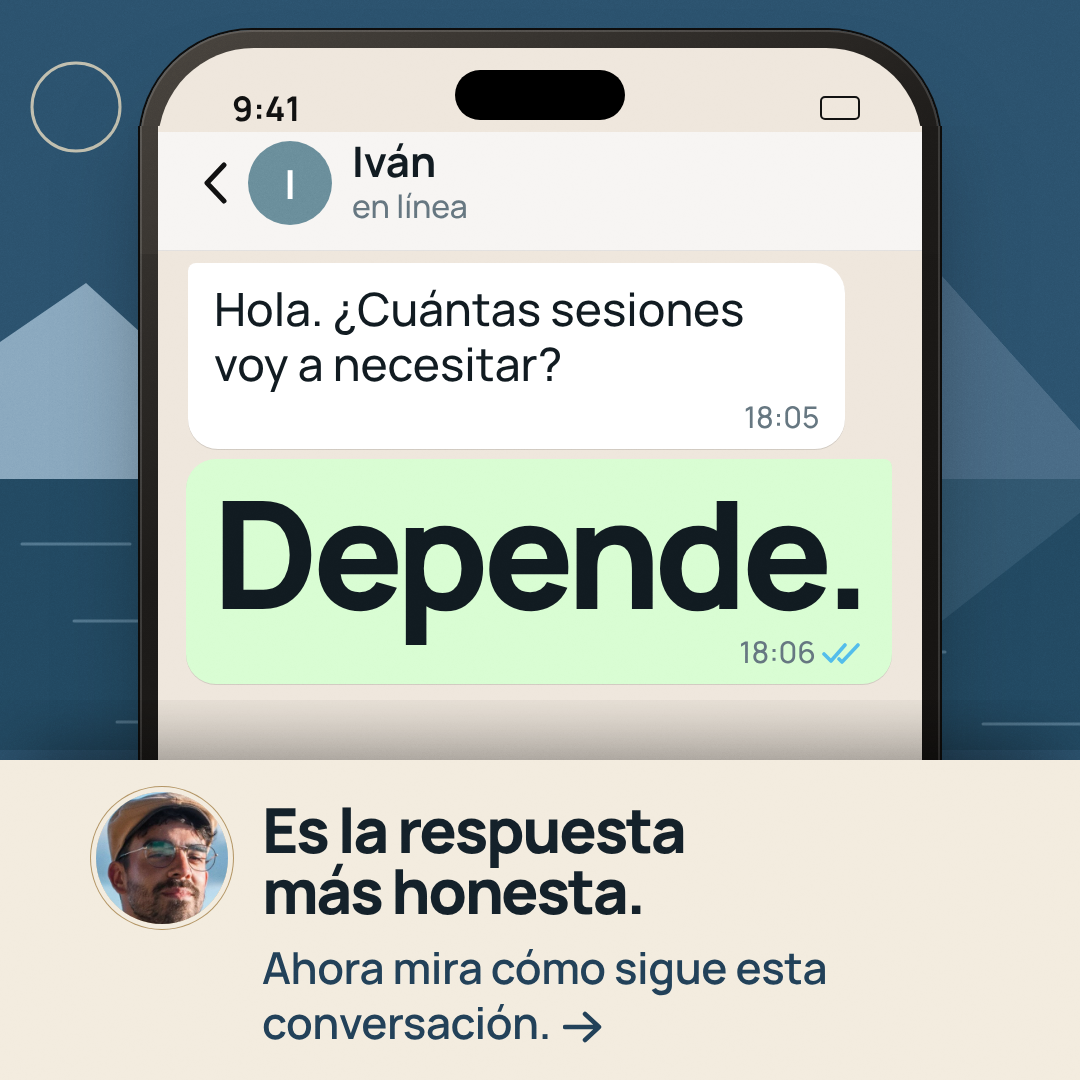 9:41
I
Iván
en línea
Hola. ¿Cuántas sesiones
voy a necesitar?
18:05
Depende.
18:06
Es la respuesta
más honesta.
Ahora mira cómo sigue esta
conversación. →